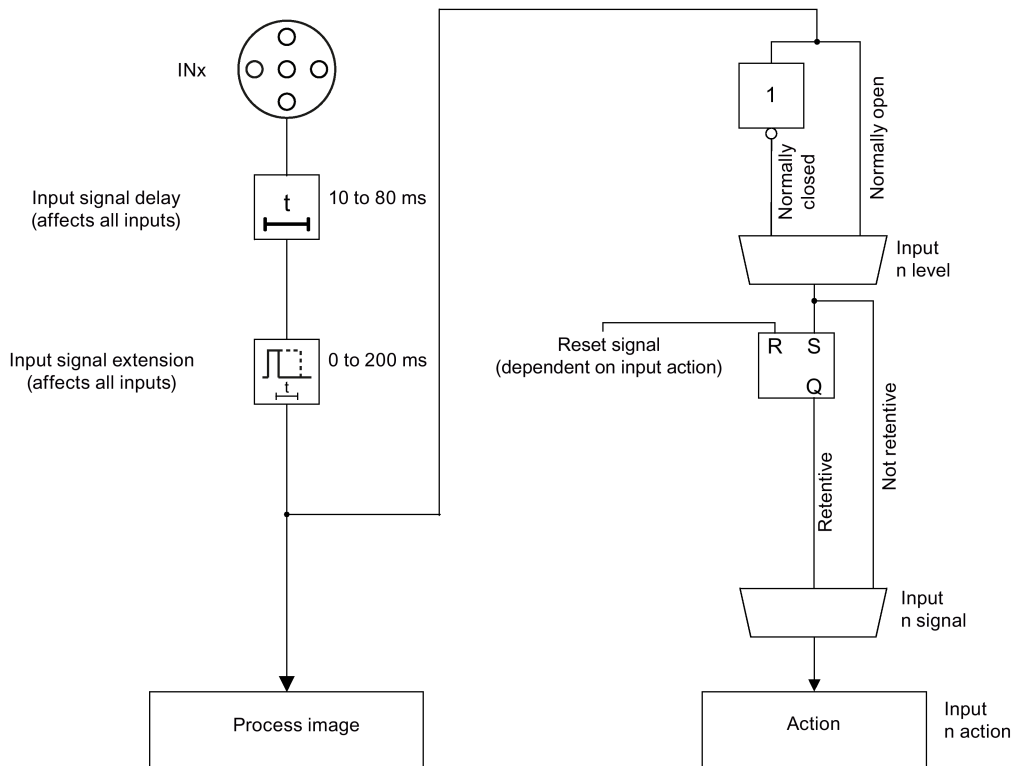 INx
Input signal delay
(affects all inputs)
t
10 to 80 ms
Input signal extension
(affects all inputs)
t
0 to 200 ms
Process image
1
Normally
closed
Normally open
Input
n level
Reset signal
(dependent on input action)
R S
Q
Retentive
Not retentive
Input
n signal
Action
Input
n action